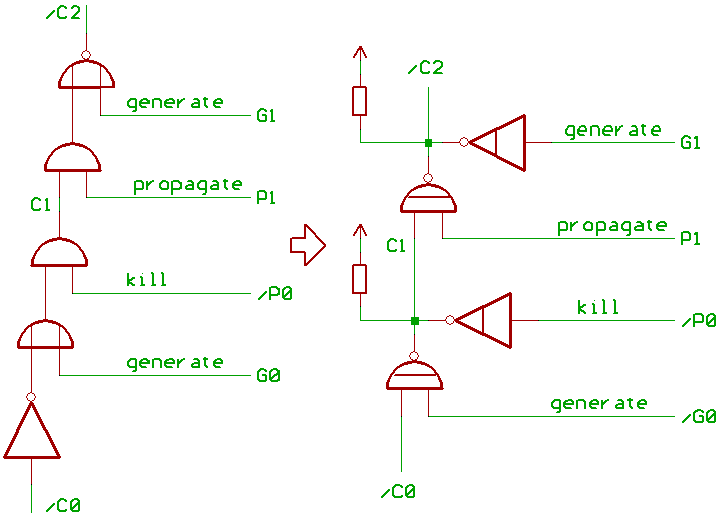 /C2
generate
G1
propagate
P1
C1
kill
/P0
generate
G0
/C0
/C2
generate
G1
propagate
P1
C1
kill
/P0
generate
/G0
/C0